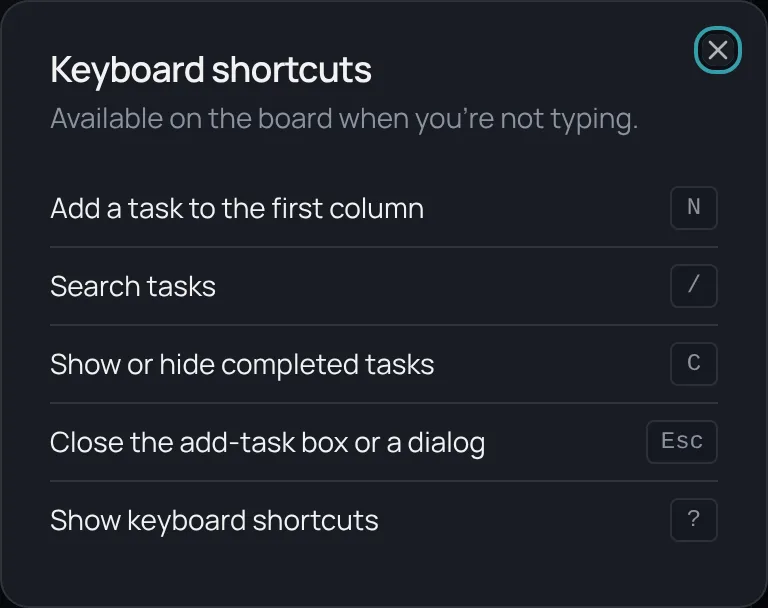 Keyboard shortcuts
Available on the board when you’re not typing.
Add a task to the first column N
Search tasks /
Show or hide completed tasks C
Close the add-task box or a dialog Esc
Show keyboard shortcuts ?